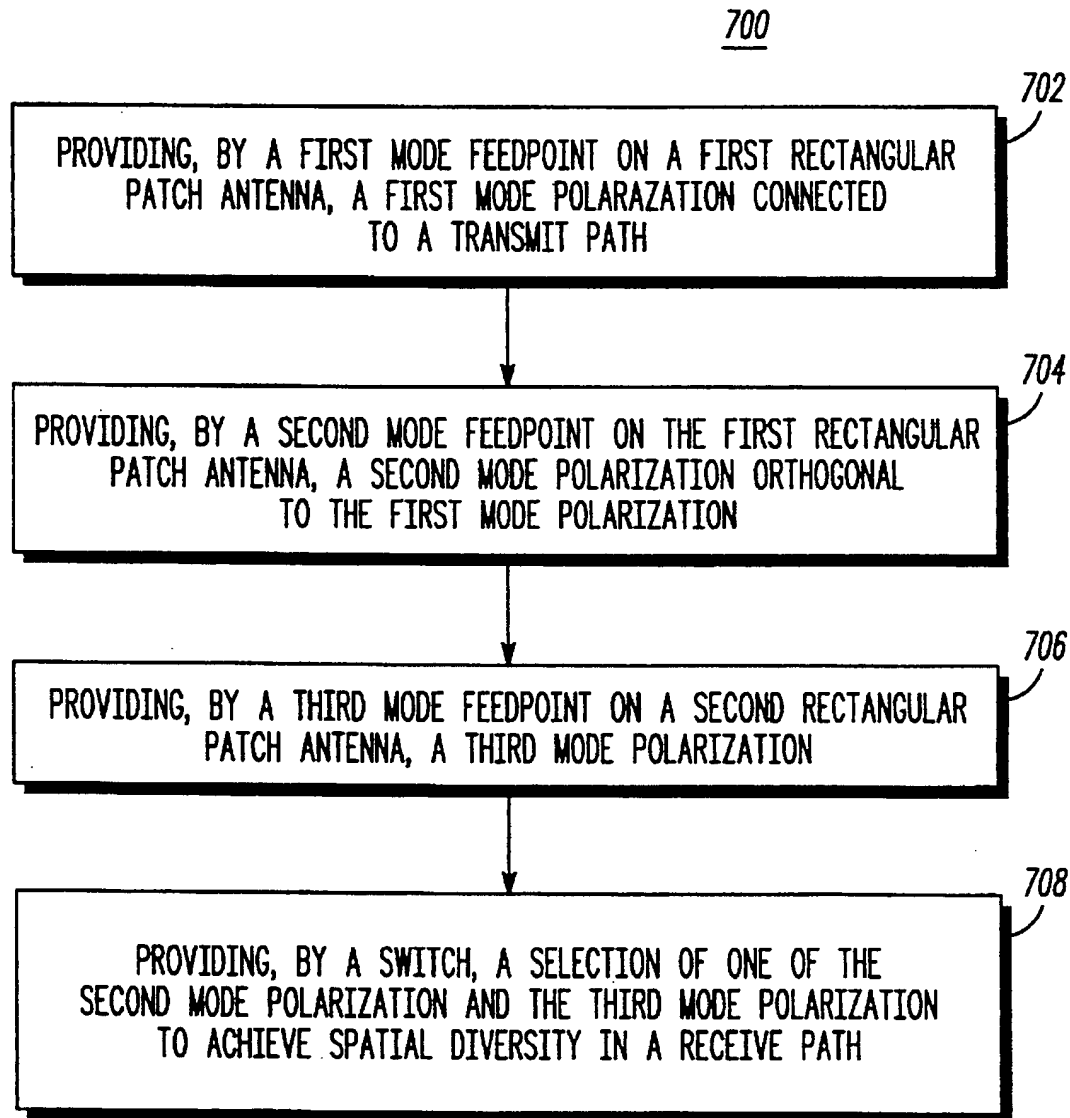 700
702
PROVIDING, BY A FIRST MODE FEEDPOINT ON A FIRST RECTANGULAR
PATCH ANTENNA, A FIRST MODE POLARAZATION CONNECTED
TO A TRANSMIT PATH
704
PROVIDING, BY A SECOND MODE FEEDPOINT ON THE FIRST RECTANGULAR
PATCH ANTENNA, A SECOND MODE POLARIZATION ORTHOGONAL
TO THE FIRST MODE POLARIZATION
706
PROVIDING, BY A THIRD MODE FEEDPOINT ON A SECOND RECTANGULAR
PATCH ANTENNA, A THIRD MODE POLARIZATION
708
PROVIDING, BY A SWITCH, A SELECTION OF ONE OF THE
SECOND MODE POLARIZATION AND THE THIRD MODE POLARIZATION
TO ACHIEVE SPATIAL DIVERSITY IN A RECEIVE PATH